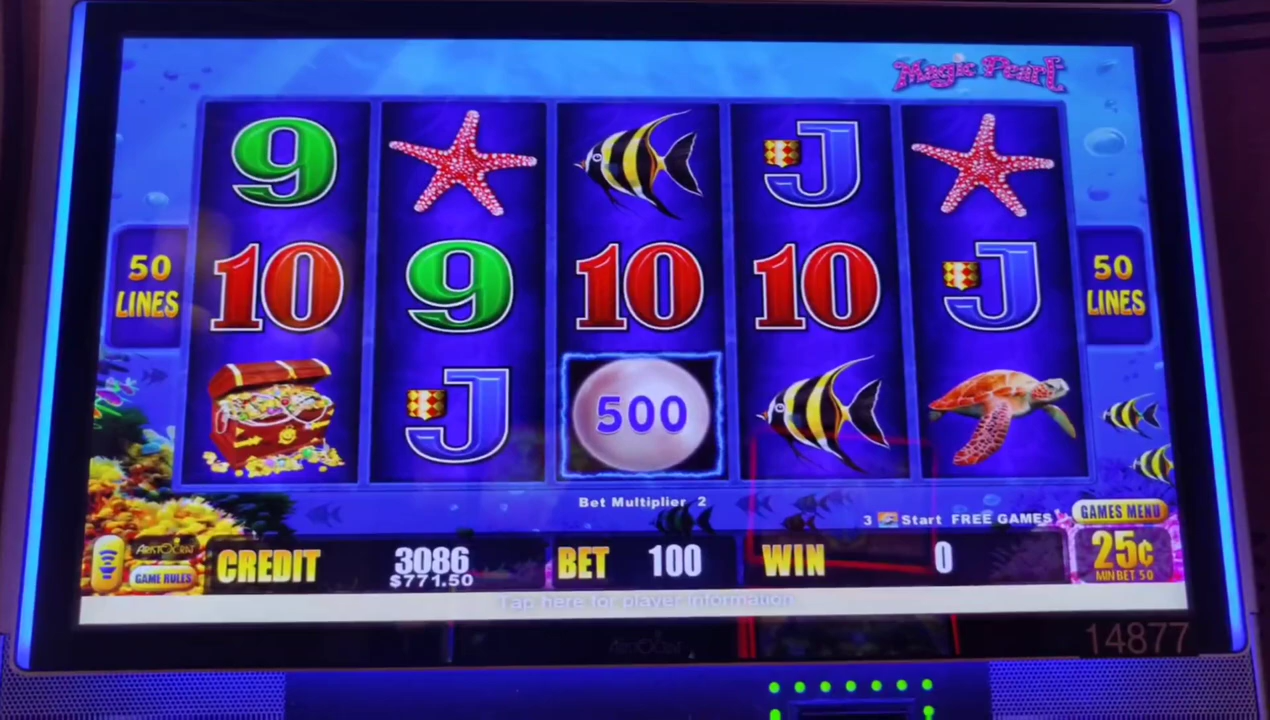 Magic Pearl
9
J
50 LINES
10
9
10
10
J
50 LINES
J
500
Bet Multiplier 2
3 Start FREE GAMES
GAMES MENU
ARISTOCRAT
GAME RULES
CREDIT
3086
$771.50
BET 100
WIN 0
25¢
MIN BET 50
Tap here for player information
ARISTOCRAT
14877